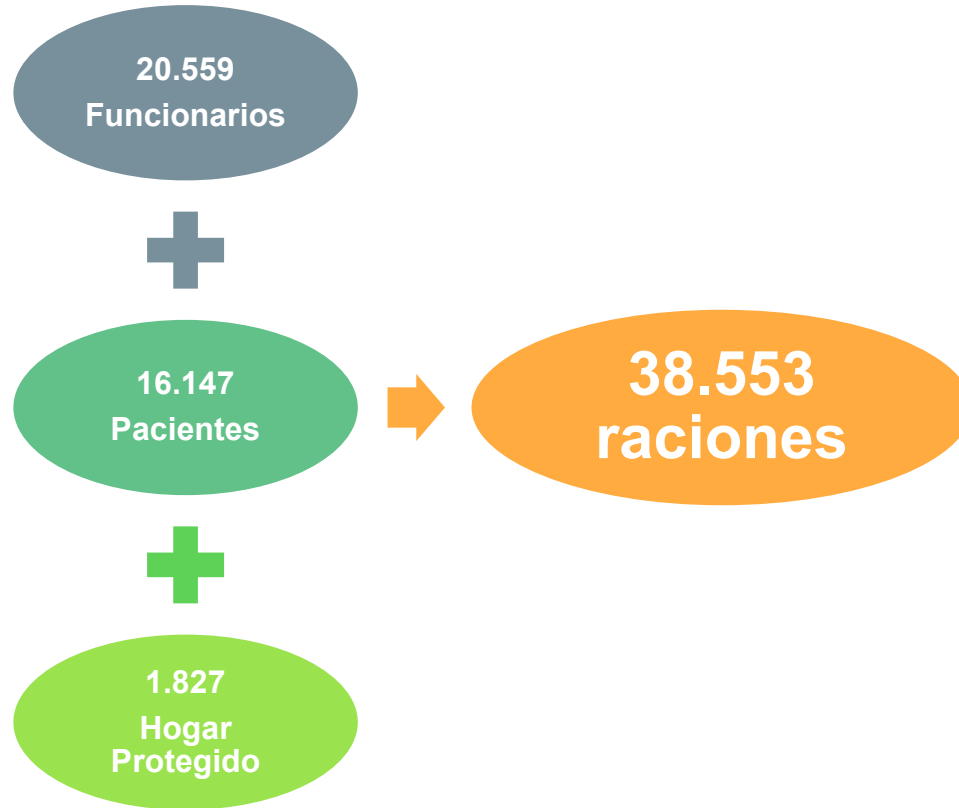 20.559
Funcionarios
16.147
Pacientes
1.827
Hogar
Protegido
38.553
raciones